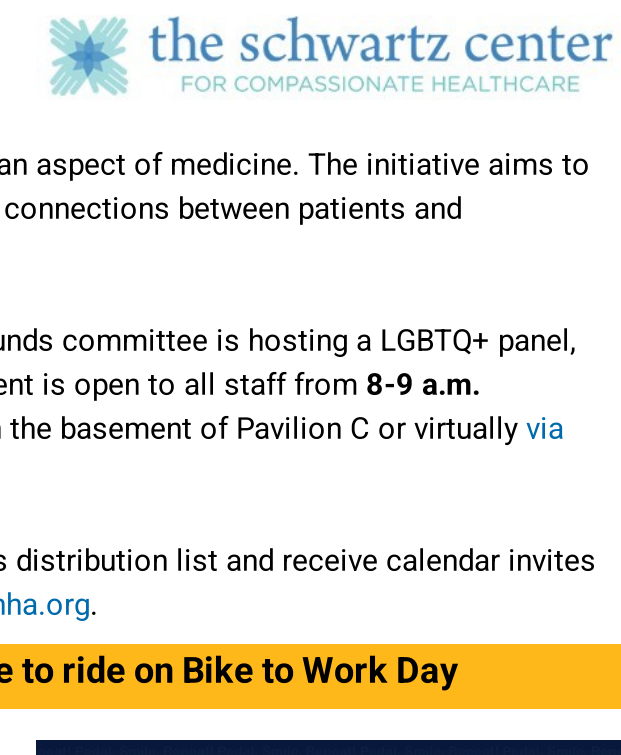 the schwartz center
FOR COMPASSIONATE HEALTHCARE
an aspect of medicine. The initiative aims to
connections between patients and
unds committee is hosting a LGBTQ+ panel,
ent is open to all staff from 8-9 a.m.
the basement of Pavilion C or virtually via
s distribution list and receive calendar invites
nha.org.
e to ride on Bike to Work Day